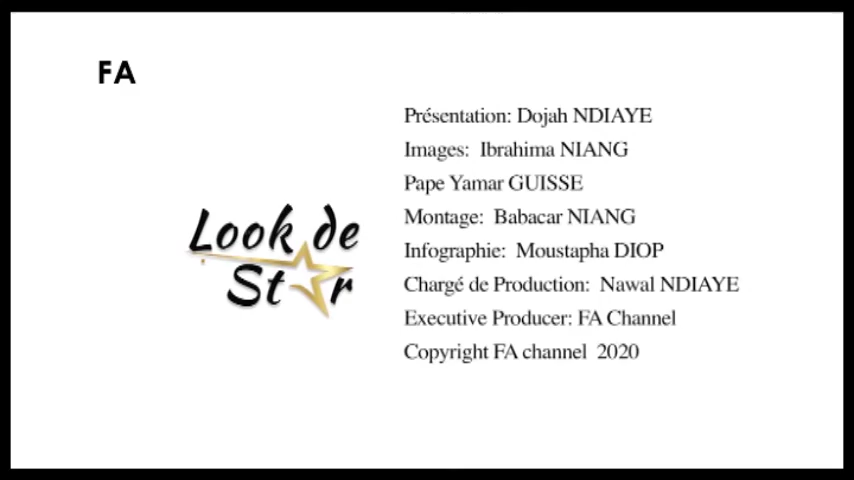 FA
Look de
Star
Présentation: Dojah NDIAYE
Images: Ibrahima NIANG
Pape Yamar GUISSE
Montage: Babacar NIANG
Infographie: Moustapha DIOP
Chargé de Production: Nawal NDIAYE
Executive Producer: FA Channel
Copyright FA channel 2020